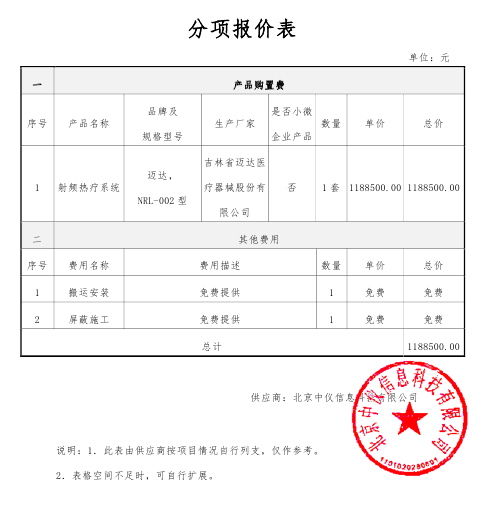 分项报价表
单位：元
一 产品购置费
序号 产品名称 品牌及规格型号 生产厂家 是否小微企业产品 数量 单价 总价
1 射频热疗系统 迈达，NRL-002 型 吉林省迈达医疗器械股份有限公司 否 1 套 1188500.00 1188500.00
二 其他费用
序号 费用名称 费用描述 数量 单价 总价
1 搬运安装 免费提供 1 免费 免费
2 屏蔽施工 免费提供 1 免费 免费
总计 1188500.00
供应商：北京中仪信息科技有限公司
北京中仪信息科技有限公司
说明：1．此表由供应商按项目情况自行列支，仅作参考。
2．表格空间不足时，可自行扩展。